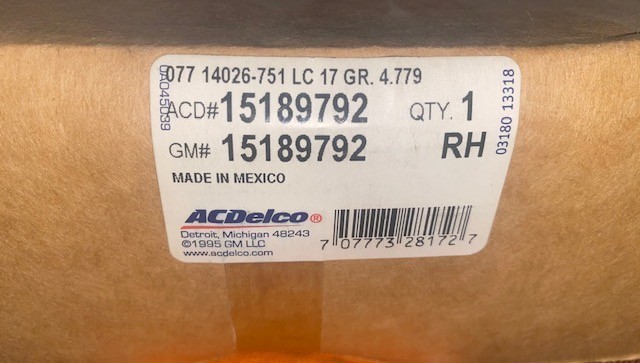 077 14026-751 LC 17 GR. 4.779
ACD# 15189792 QTY. 1
GM# 15189792 RH
MADE IN MEXICO
ACDelco®
Detroit, Michigan 48243
©1995 GM LLC
www.acdelco.com
7 07773 28172 7
0A045039
03180 13318